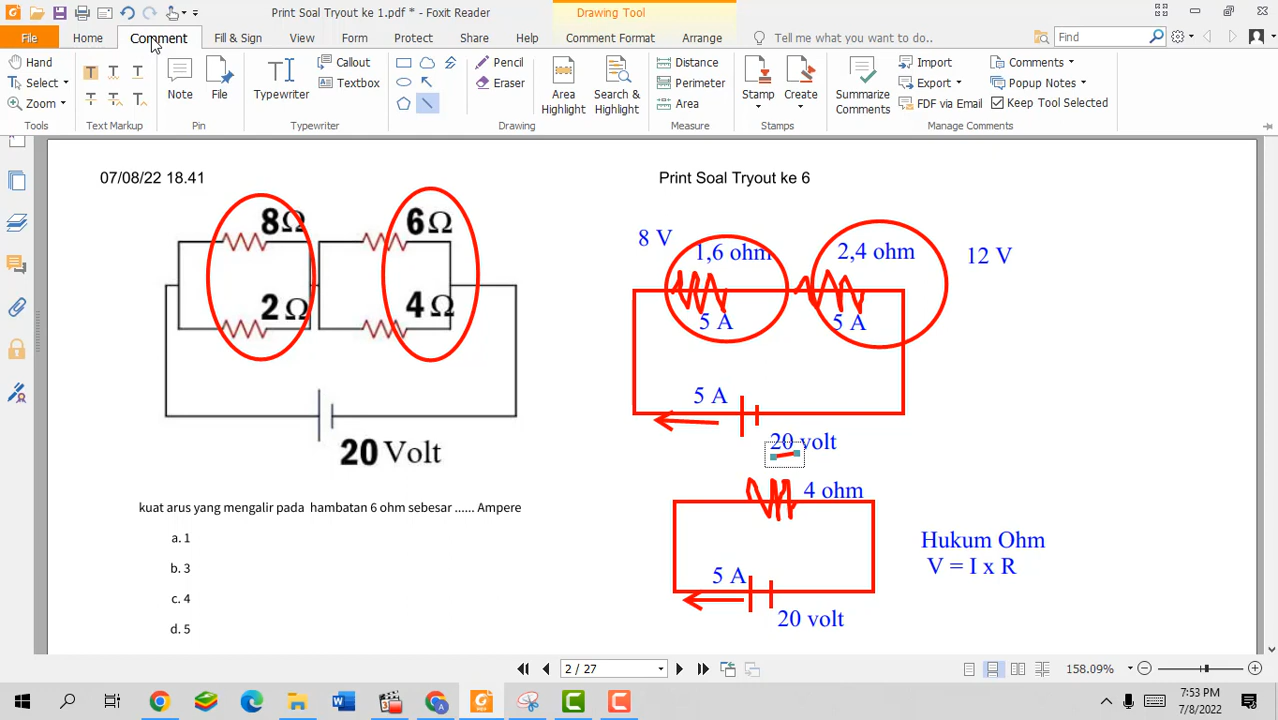 Print Soal Tryout ke 1.pdf * - Foxit Reader
Drawing Tool
File
Home
Comment
Fill & Sign
View
Form
Protect
Share
Help
Comment Format
Arrange
Tell me what you want to do..
Find
Hand
Select
Zoom
Tools
Text Markup
Note
File
Pin
Typewriter
Callout
Textbox
Typewriter
Pencil
Eraser
Drawing
Area Highlight
Search & Highlight
Distance
Perimeter
Area
Measure
Stamp
Create
Stamps
Summarize Comments
Import
Export
FDF via Email
Comments
Popup Notes
Keep Tool Selected
Manage Comments
07/08/22 18.41
Print Soal Tryout ke 6
8Ω
6Ω
2Ω
4Ω
20 Volt
8 V
1,6 ohm
2,4 ohm
12 V
5 A
5 A
5 A
20 volt
4 ohm
5 A
20 volt
Hukum Ohm
V = I x R
kuat arus yang mengalir pada hambatan 6 ohm sebesar ...... Ampere
a. 1
b. 3
c. 4
d. 5
2 / 27
158.09%
7:53 PM
7/8/2022